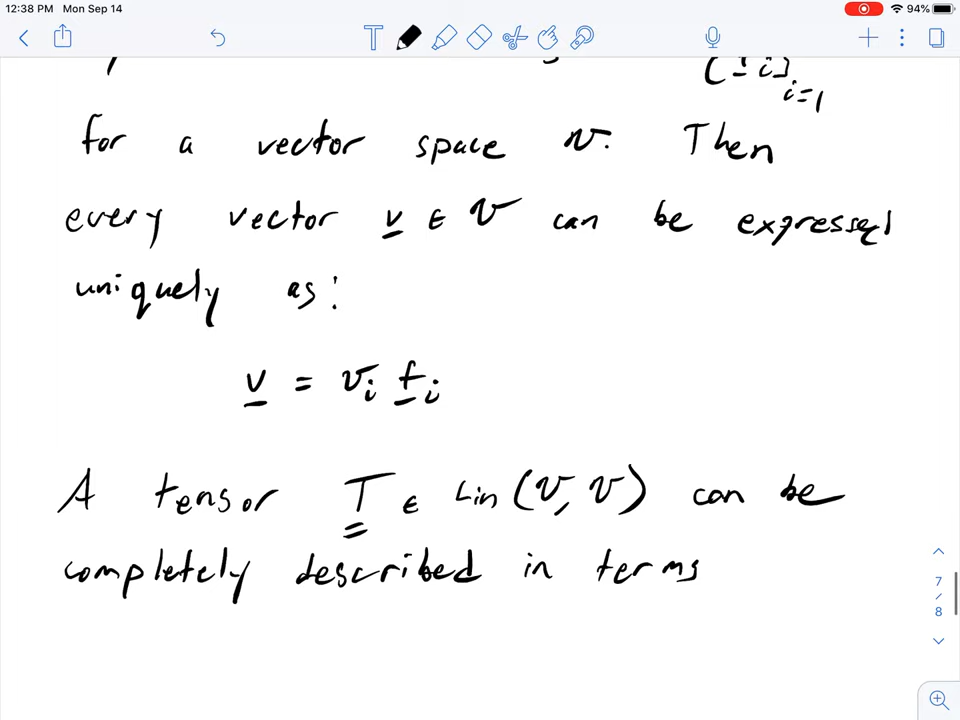 12:38 PM Mon Sep 14
94%
i=1
for a vector space 𝒱. Then
every vector v ∈ 𝒱 can be expressed
uniquely as:
v = vᵢ fᵢ
A tensor T ∈ Lin(𝒱, 𝒱) can be
completely described in terms
7
/
8